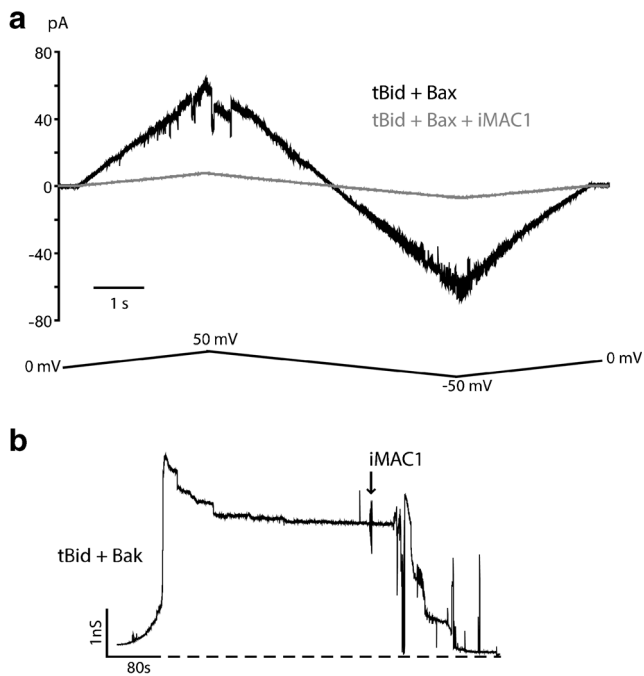 a
pA
80
40
0
-40
-80
tBid + Bax
tBid + Bax + iMAC1
1 s
0 mV
50 mV
-50 mV
0 mV
b
iMAC1
tBid + Bak
1nS
80s